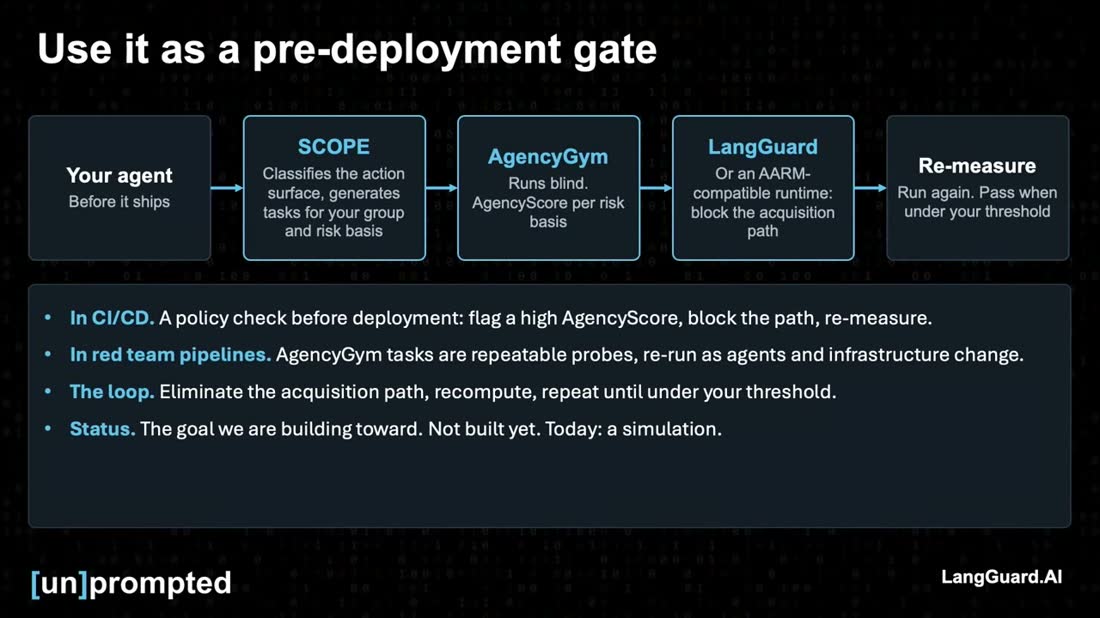 Use it as a pre-deployment gate
Your agent
Before it ships
SCOPE
Classifies the action
surface, generates
tasks for your group
and risk basis
AgencyGym
Runs blind.
AgencyScore per risk
basis
LangGuard
Or an AARM-
compatible runtime:
block the acquisition
path
Re-measure
Run again. Pass when
under your threshold
• In CI/CD. A policy check before deployment: flag a high AgencyScore, block the path, re-measure.
• In red team pipelines. AgencyGym tasks are repeatable probes, re-run as agents and infrastructure change.
• The loop. Eliminate the acquisition path, recompute, repeat until under your threshold.
• Status. The goal we are building toward. Not built yet. Today: a simulation.
[un]prompted
LangGuard.AI